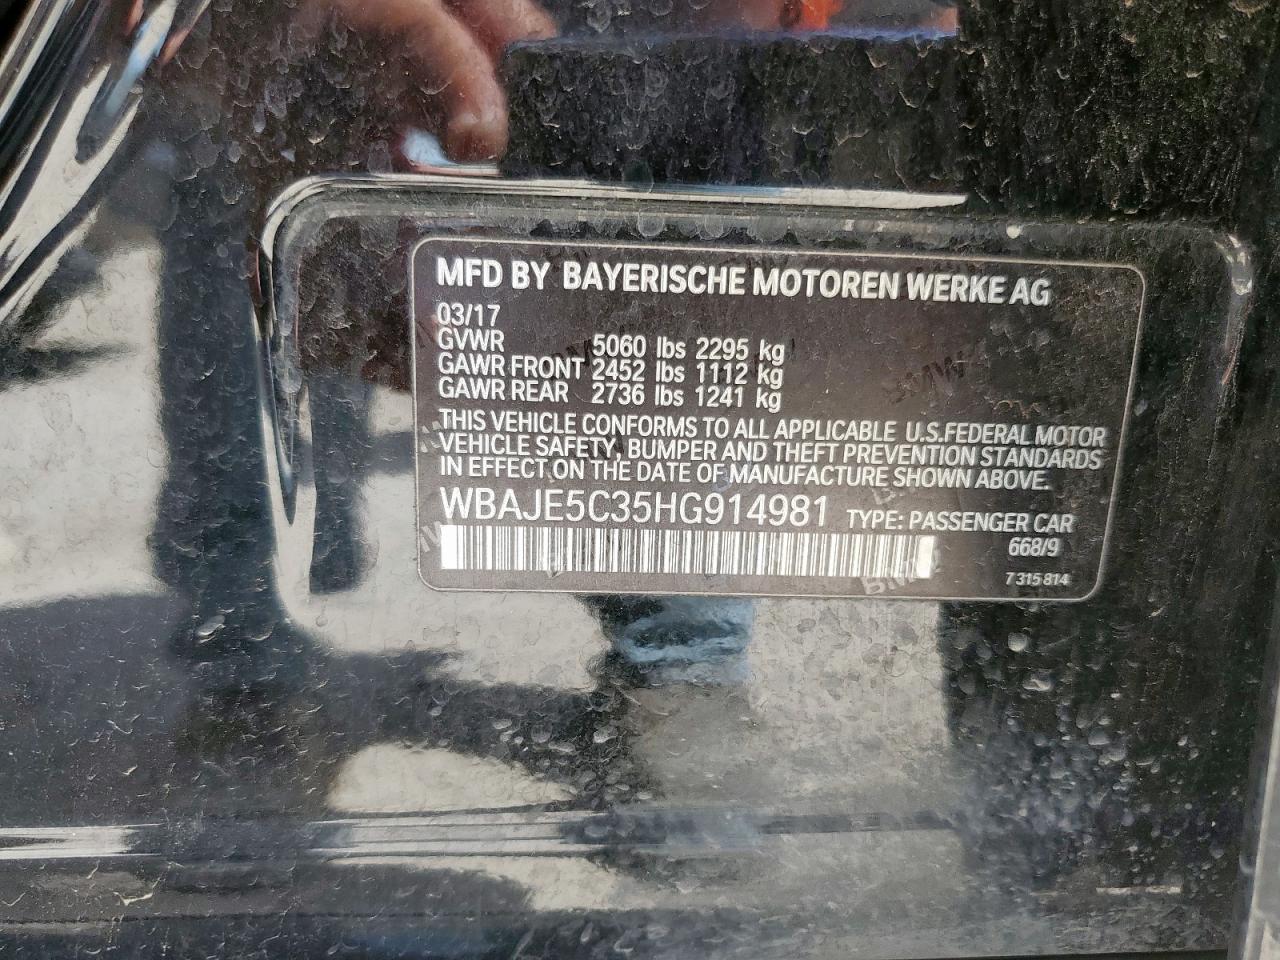 MFD BY BAYERISCHE MOTOREN WERKE AG
03/17
GVWR 5060 lbs 2295 kg
GAWR FRONT 2452 lbs 1112 kg
GAWR REAR 2736 lbs 1241 kg
THIS VEHICLE CONFORMS TO ALL APPLICABLE U.S.FEDERAL MOTOR
VEHICLE SAFETY, BUMPER AND THEFT PREVENTION STANDARDS
IN EFFECT ON THE DATE OF MANUFACTURE SHOWN ABOVE.
WBAJE5C35HG914981 TYPE: PASSENGER CAR
668/9
7 315 814